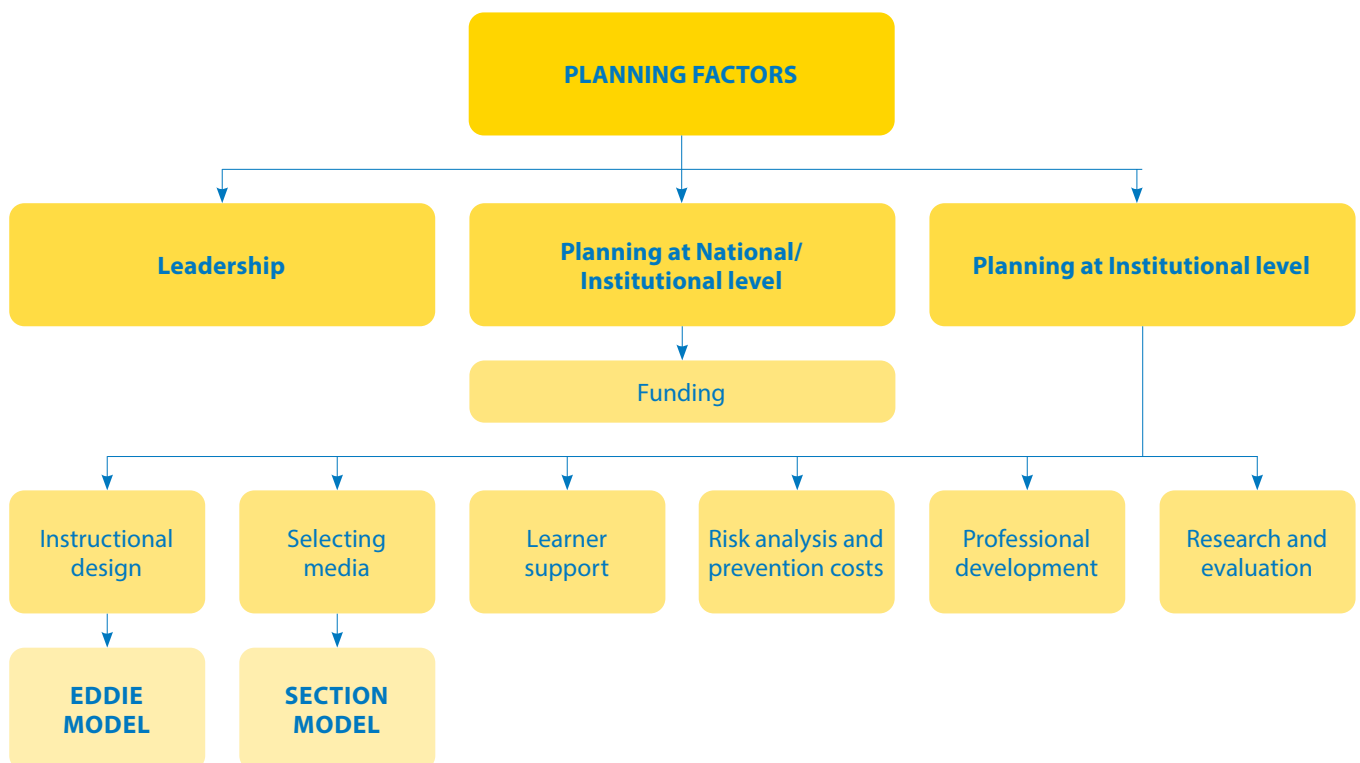 PLANNING FACTORS
Leadership
Planning at National/
Institutional level
Planning at Institutional level
Funding
Instructional
design
Selecting
media
Learner
support
Risk analysis and
prevention costs
Professional
development
Research and
evaluation
EDDIE
MODEL
SECTION
MODEL